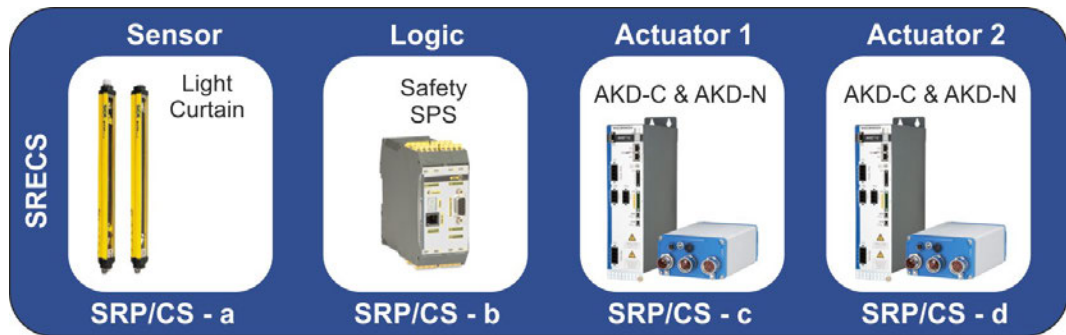 SRECS
Sensor
Light
Curtain
SRP/CS - a
Logic
Safety
SPS
SRP/CS - b
Actuator 1
AKD-C & AKD-N
SRP/CS - c
Actuator 2
AKD-C & AKD-N
SRP/CS - d